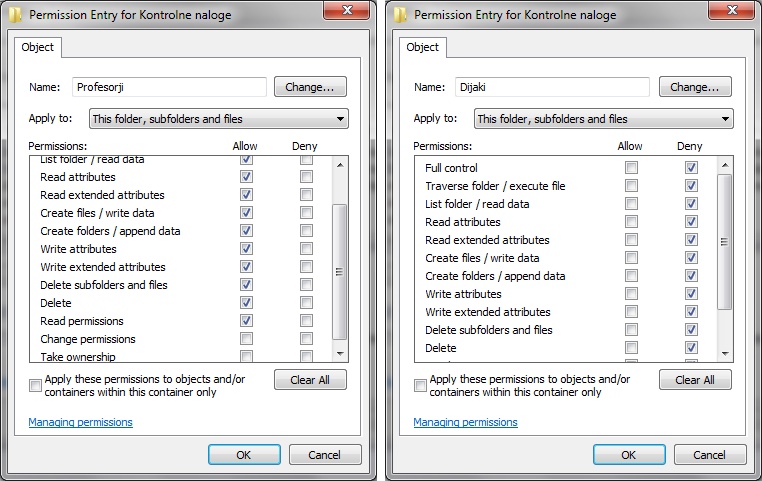 Permission Entry for Kontrolne naloge
Object
Name: Profesorji Change...
Apply to: This folder, subfolders and files
Permissions: Allow Deny
List folder / read data
Read attributes
Read extended attributes
Create files / write data
Create folders / append data
Write attributes
Write extended attributes
Delete subfolders and files
Delete
Read permissions
Change permissions
Take ownership
Apply these permissions to objects and/or
containers within this container only
Clear All
Managing permissions
OK Cancel
Permission Entry for Kontrolne naloge
Object
Name: Dijaki Change...
Apply to: This folder, subfolders and files
Permissions: Allow Deny
Full control
Traverse folder / execute file
List folder / read data
Read attributes
Read extended attributes
Create files / write data
Create folders / append data
Write attributes
Write extended attributes
Delete subfolders and files
Delete
Apply these permissions to objects and/or
containers within this container only
Clear All
Managing permissions
OK Cancel